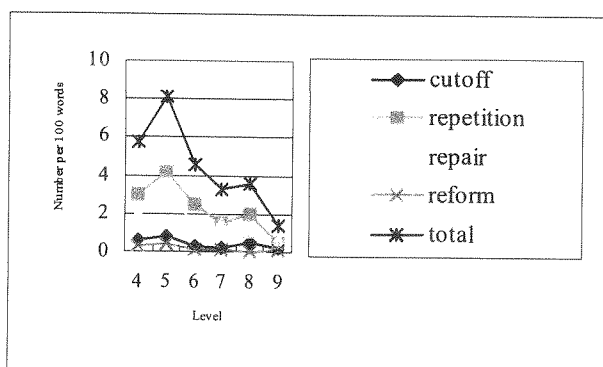 10
8
6
4
2
0
Number per 100 words
4 5 6 7 8 9
Level
cutoff
repetition
repair
reform
total